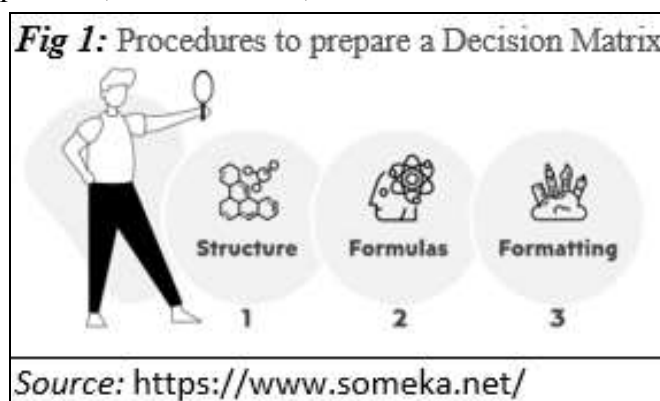 Fig 1: Procedures to prepare a Decision Matrix
Structure Formulas Formatting
1 2 3
Source: https://www.someka.net/